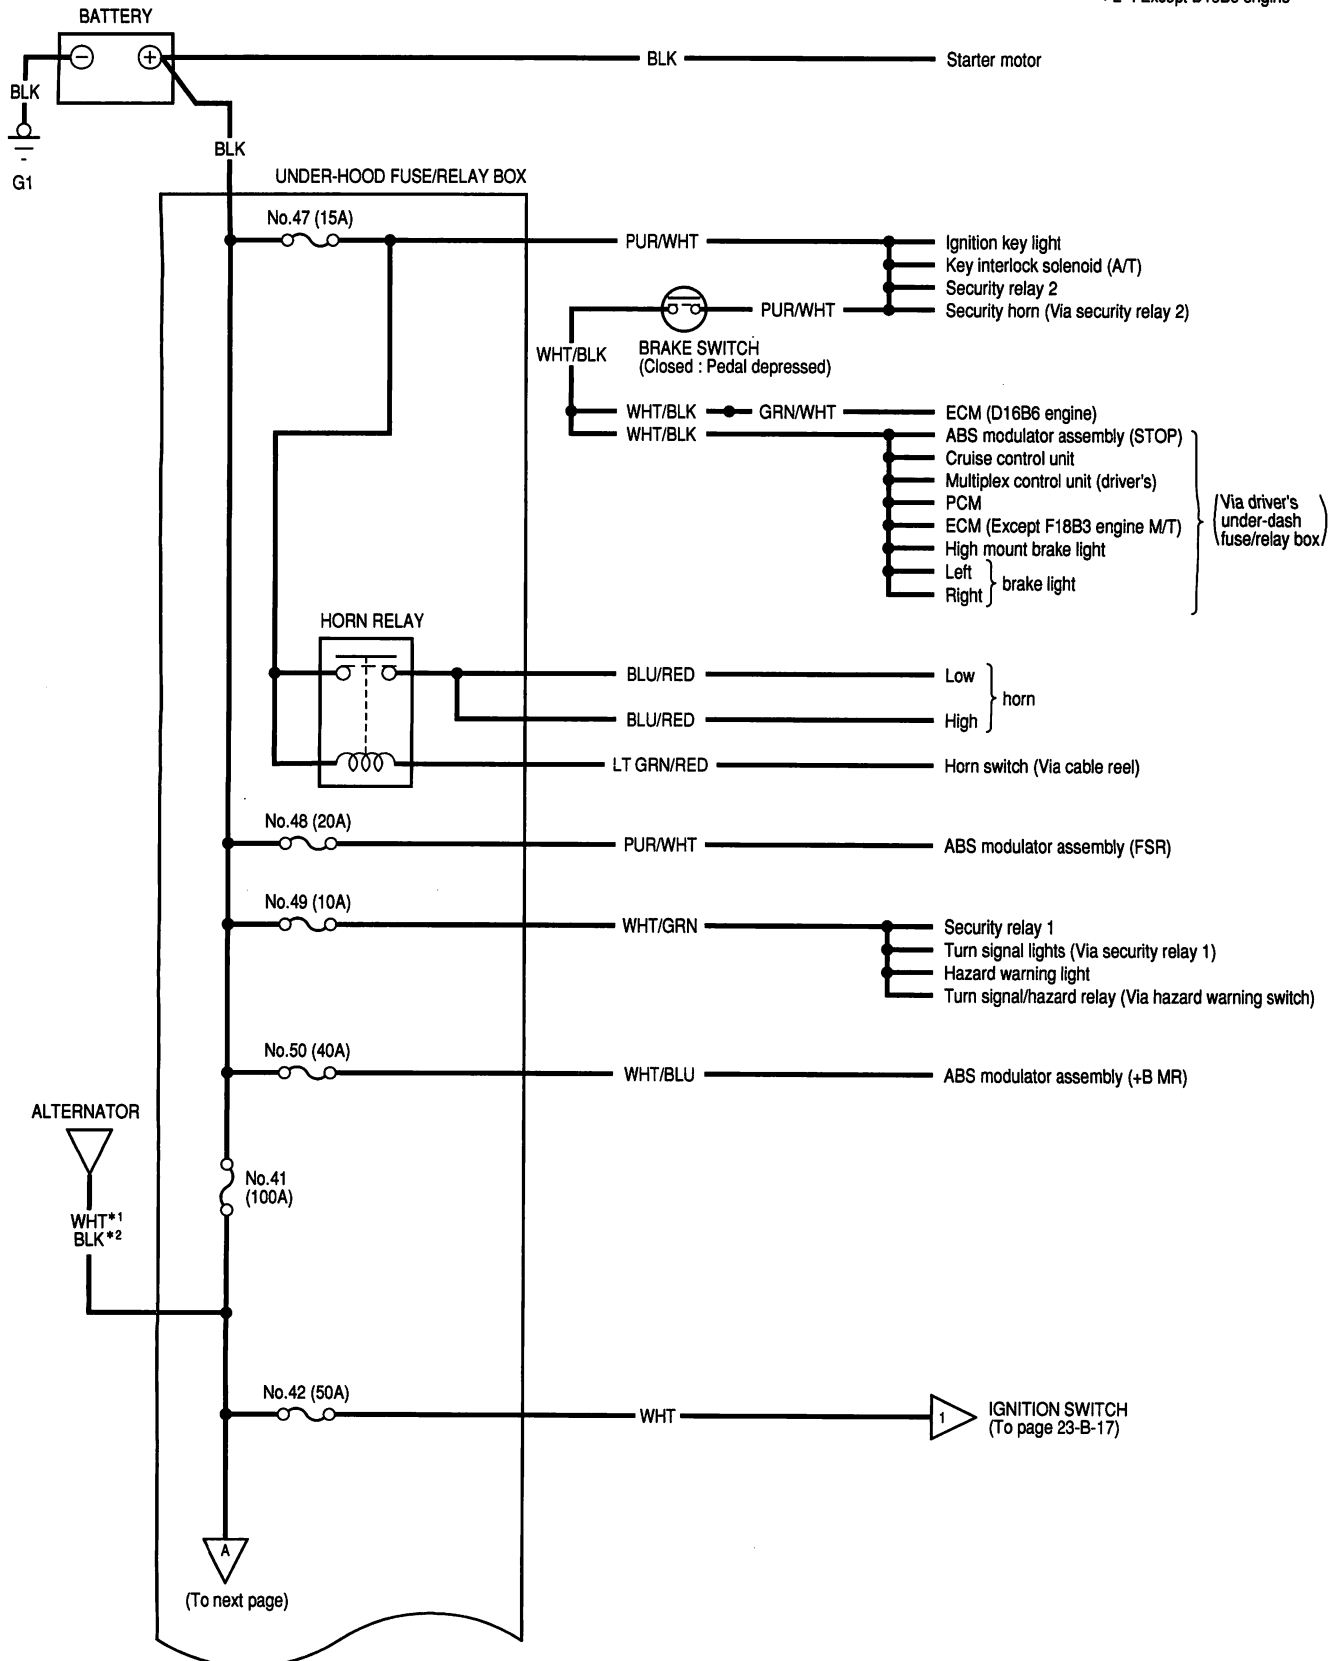 *2 : Except D16B6 engine
BATTERY
BLK
Starter motor
BLK
BLK
G1
UNDER-HOOD FUSE/RELAY BOX
No.47 (15A)
PUR/WHT
Ignition key light
Key interlock solenoid (A/T)
Security relay 2
PUR/WHT
Security horn (Via security relay 2)
WHT/BLK
BRAKE SWITCH
(Closed : Pedal depressed)
WHT/BLK
GRN/WHT
ECM (D16B6 engine)
WHT/BLK
ABS modulator assembly (STOP)
Cruise control unit
Multiplex control unit (driver's)
PCM
ECM (Except F18B3 engine M/T)
High mount brake light
Left
Right
brake light
(Via driver's
under-dash
fuse/relay box)
HORN RELAY
BLU/RED
Low
horn
BLU/RED
High
LT GRN/RED
Horn switch (Via cable reel)
No.48 (20A)
PUR/WHT
ABS modulator assembly (FSR)
No.49 (10A)
WHT/GRN
Security relay 1
Turn signal lights (Via security relay 1)
Hazard warning light
Turn signal/hazard relay (Via hazard warning switch)
No.50 (40A)
WHT/BLU
ABS modulator assembly (+B MR)
ALTERNATOR
No.41
(100A)
WHT*1
BLK*2
No.42 (50A)
WHT
1
IGNITION SWITCH
(To page 23-B-17)
A
(To next page)